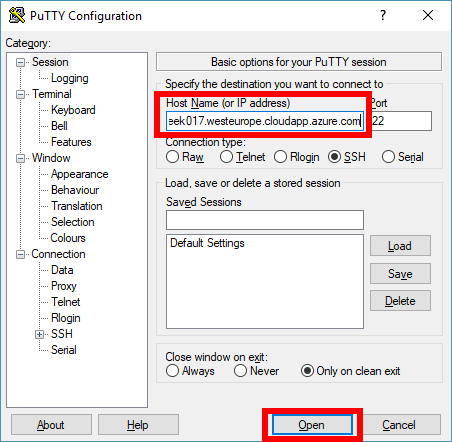 PuTTY Configuration
Category:
Session
Logging
Terminal
Keyboard
Bell
Features
Window
Appearance
Behaviour
Translation
Selection
Colours
Connection
Data
Proxy
Telnet
Rlogin
SSH
Serial
Basic options for your PuTTY session
Specify the destination you want to connect to
Host Name (or IP address) Port
eek017.westeurope.cloudapp.azure.com 22
Connection type:
Raw Telnet Rlogin SSH Serial
Load, save or delete a stored session
Saved Sessions
Default Settings
Load
Save
Delete
Close window on exit:
Always Never Only on clean exit
About Help Open Cancel